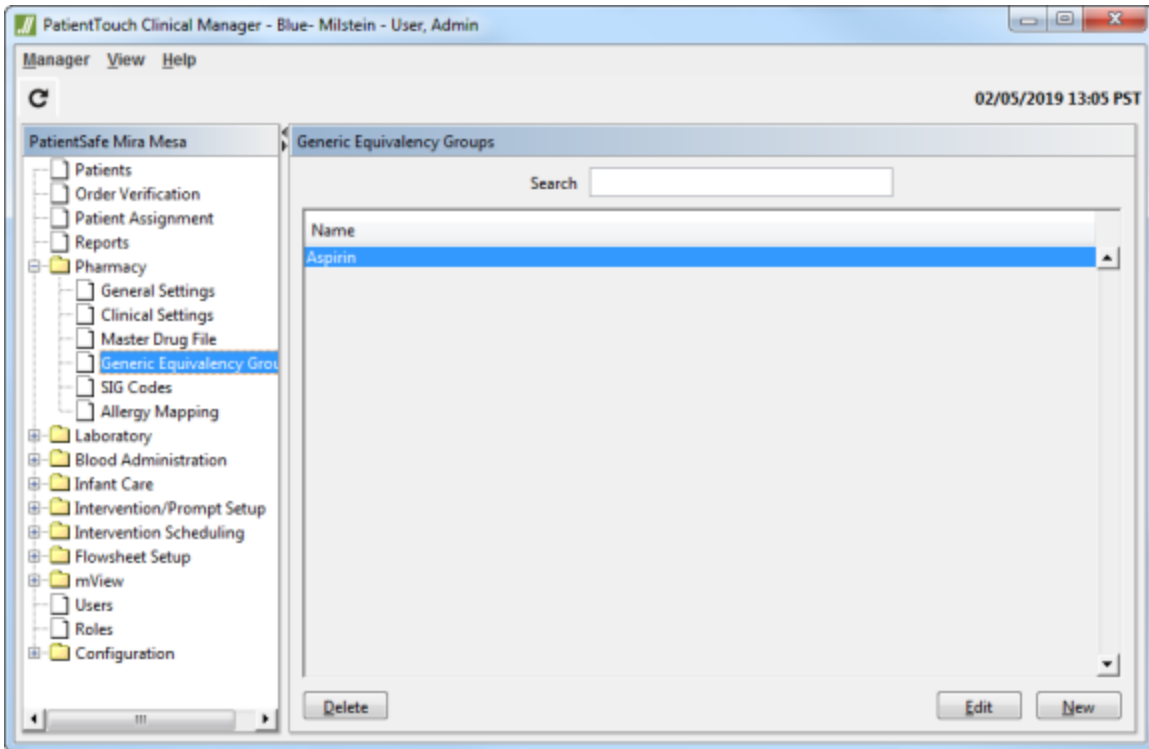 PatientTouch Clinical Manager - Blue- Milstein - User, Admin
Manager View Help
02/05/2019 13:05 PST
PatientSafe Mira Mesa
Patients
Order Verification
Patient Assignment
Reports
Pharmacy
General Settings
Clinical Settings
Master Drug File
Generic Equivalency Grou
SIG Codes
Allergy Mapping
Laboratory
Blood Administration
Infant Care
Intervention/Prompt Setup
Intervention Scheduling
Flowsheet Setup
mView
Users
Roles
Configuration
Generic Equivalency Groups
Search
Name
Aspirin
Delete Edit New